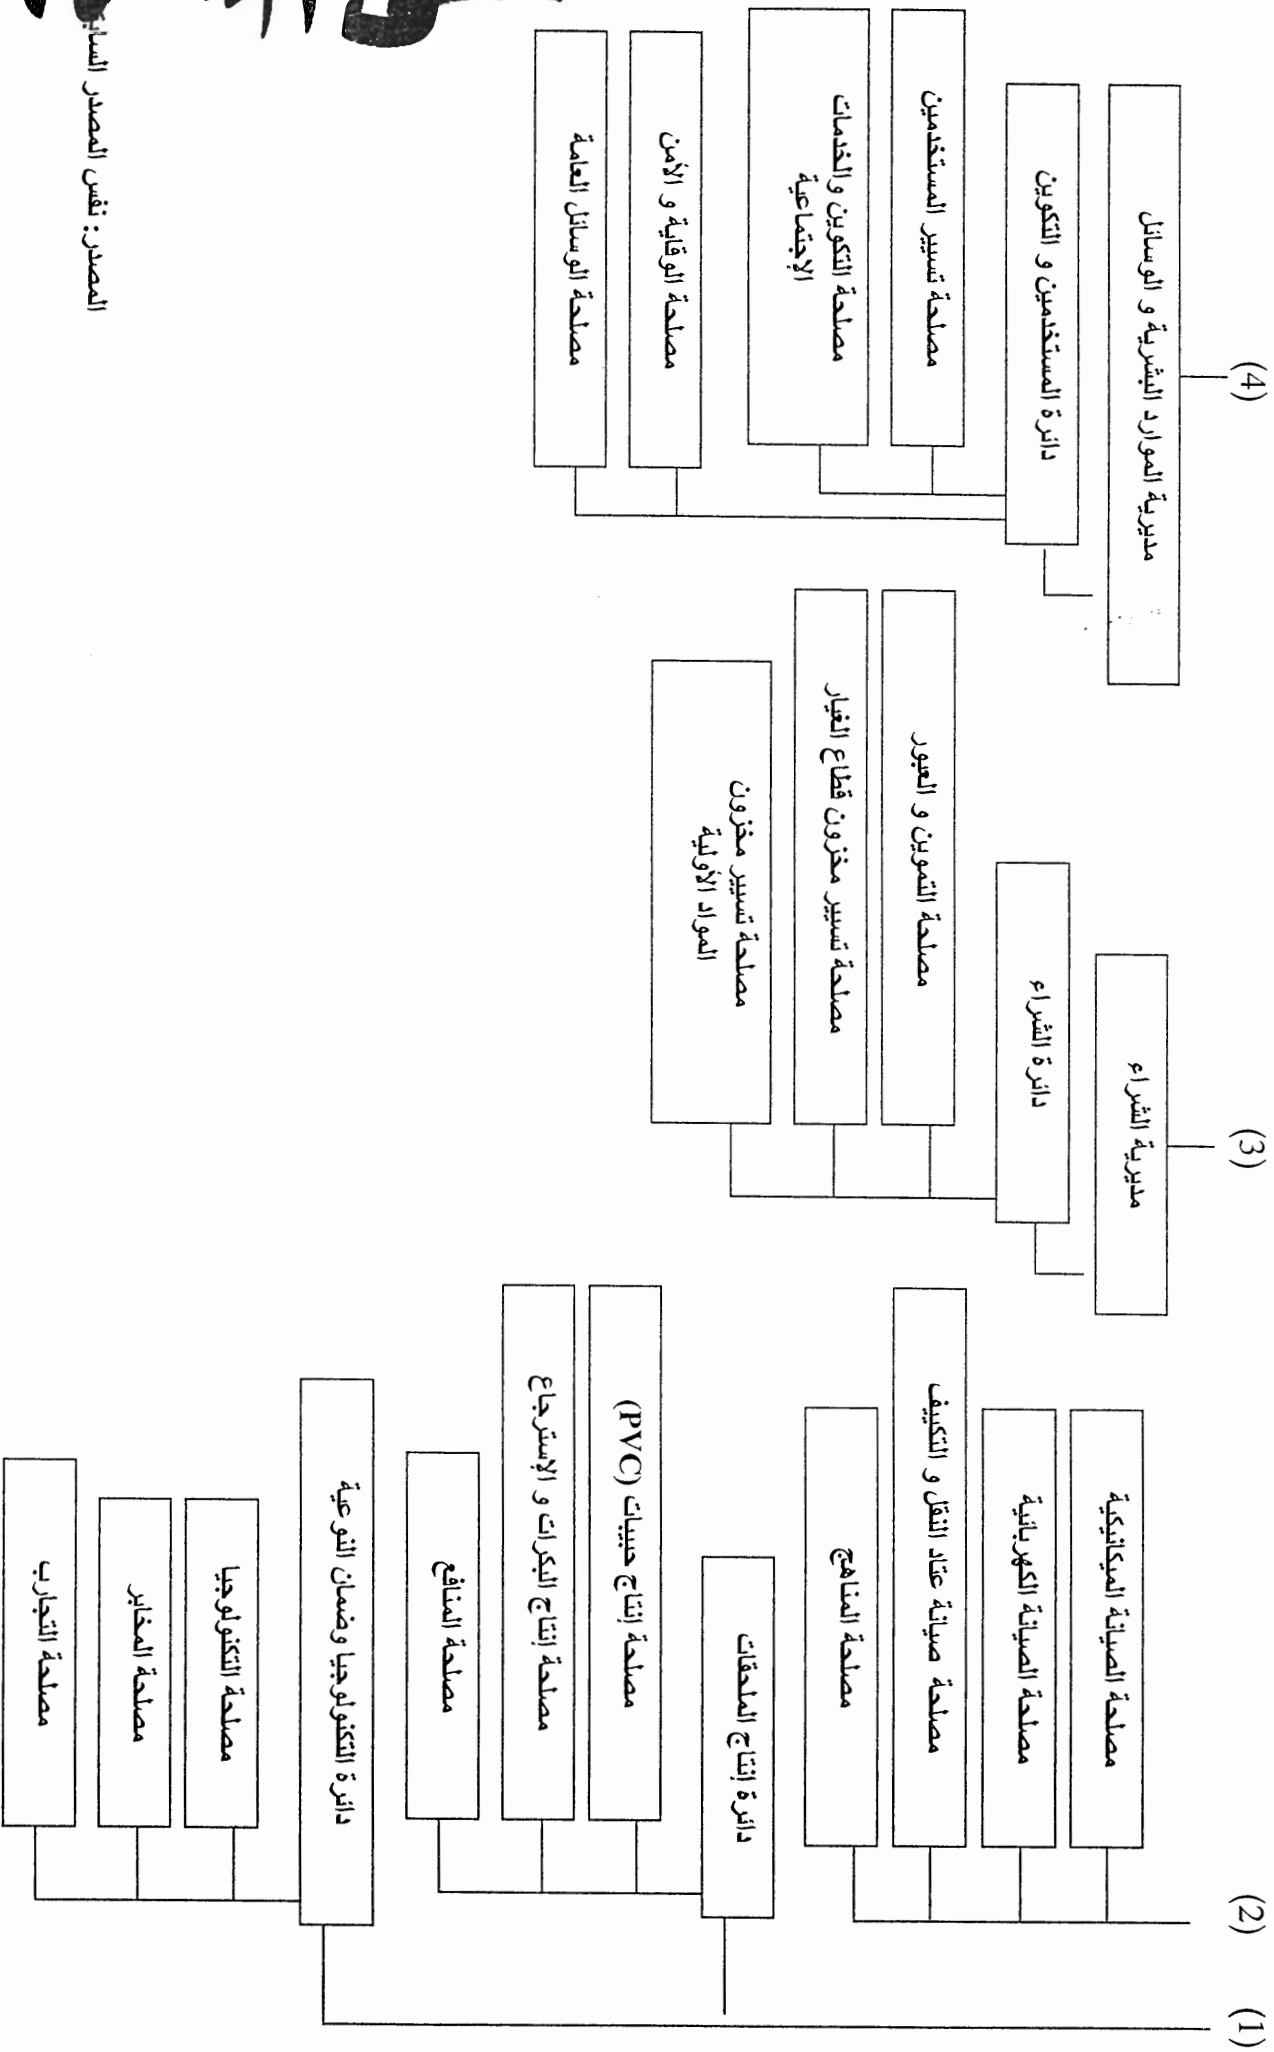 (1)
(2)
مصلحة الصيانة الميكانيكية
مصلحة الصيانة الكهربائية
مصلحة صيانة عتاد النقل و التكييف
مصلحة المناهج
دائرة إنتاج الملحقات
مصلحة إنتاج حبيبات (PVC)
مصلحة إنتاج البكرات و الإسترجاع
مصلحة المنافع
دائرة التكنولوجيا وضمان النوعية
مصلحة التكنولوجيا
مصلحة المخابر
مصلحة التجارب
(3)
مديرية الشراء
دائرة الشراء
مصلحة التموين و العبور
مصلحة تسيير مخزون قطاع الغيار
مصلحة تسيير مخزون
المواد الأولية
(4)
مديرية الموارد البشرية و الوسائل
دائرة المستخدمين و التكوين
مصلحة تسيير المستخدمين
مصلحة التكوين والخدمات
الإجتماعية
مصلحة الوقاية و الأمن
مصلحة الوسائل العامة
المصدر: نفس المصدر